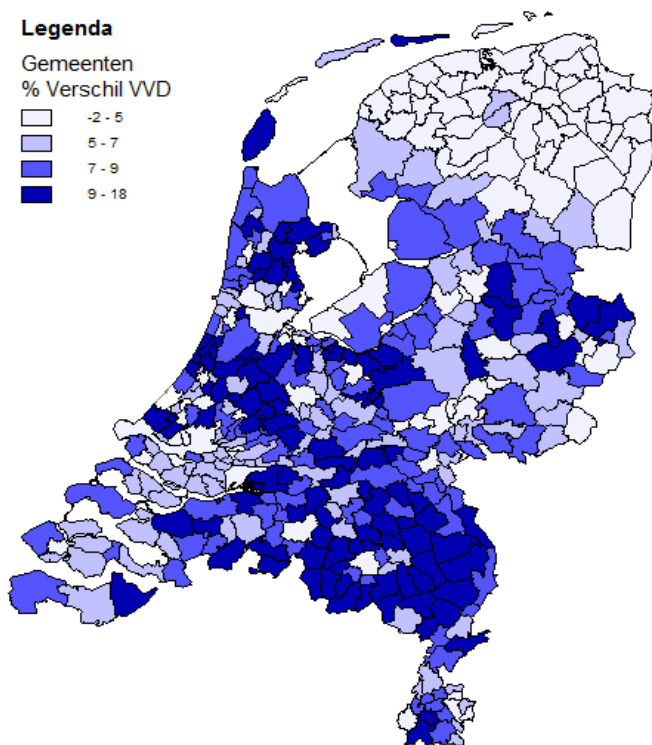 Legenda
Gemeenten
% Verschil VVD
-2 - 5
5 - 7
7 - 9
9 - 18